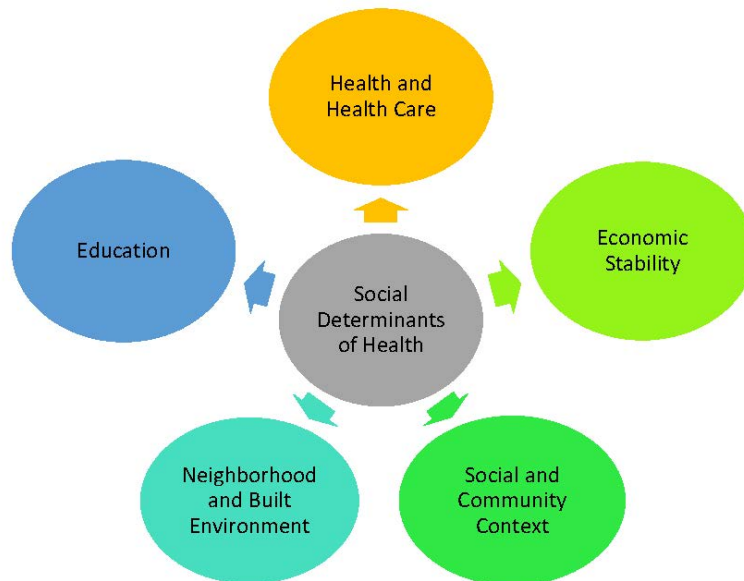 Health and
Health Care
Education
Economic
Stability
Social
Determinants
of Health
Neighborhood
and Built
Environment
Social and
Community
Context